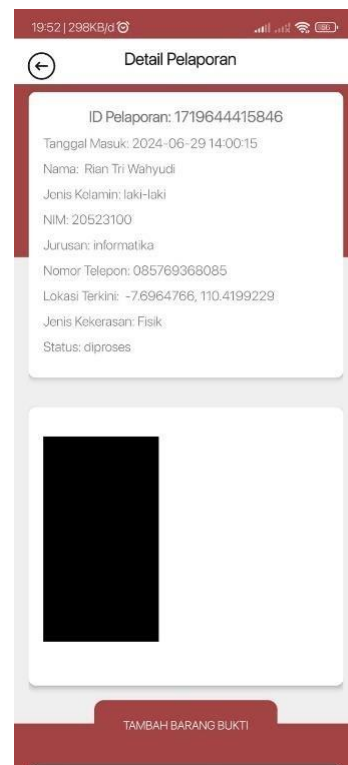 19:52 | 298KB/d
Detail Pelaporan
ID Pelaporan: 1719644415846
Tanggal Masuk: 2024-06-29 14:00:15
Nama: Rian Tri Wahyudi
Jenis Kelamin: laki-laki
NIM: 20523100
Jurusan: informatika
Nomor Telepon: 085769368085
Lokasi Terkini: -7.6964766, 110.4199229
Jenis Kekerasan: Fisik
Status: diproses
TAMBAH BARANG BUKTI